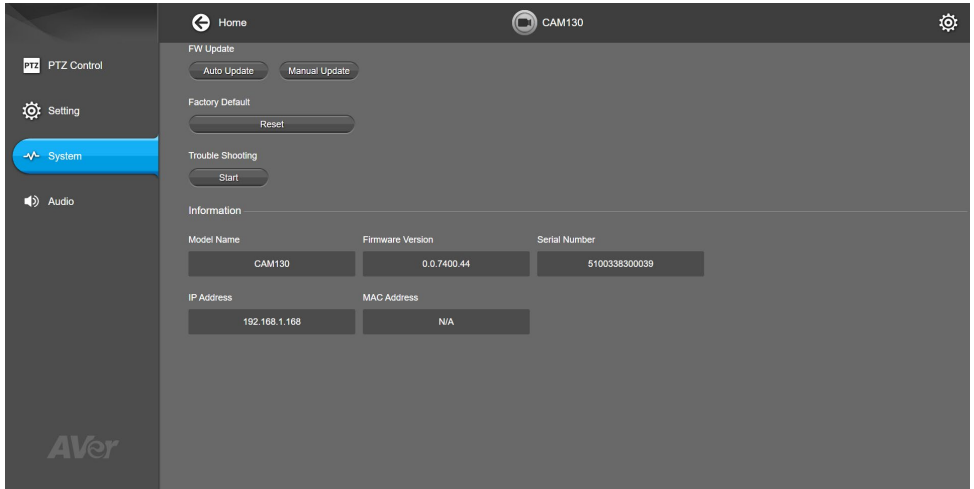 Home
CAM130
PTZ PTZ Control
Setting
System
Audio
FW Update
Auto Update Manual Update
Factory Default
Reset
Trouble Shooting
Start
Information
Model Name Firmware Version Serial Number
CAM130 0.0.7400.44 5100338300039
IP Address MAC Address
192.168.1.168 N/A
AVer